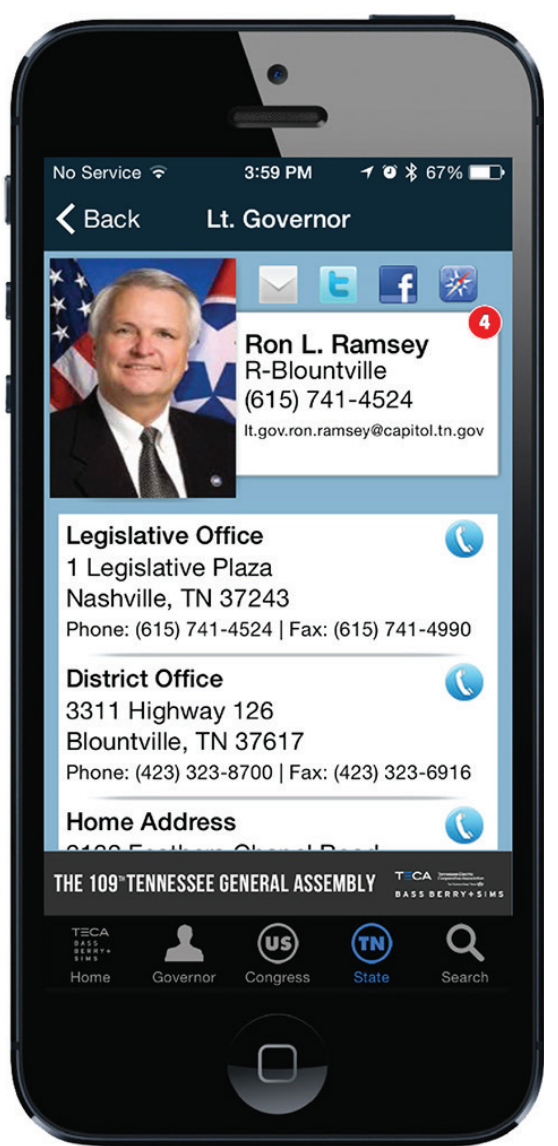 No Service 3:59 PM 67%
Back Lt. Governor
4
Ron L. Ramsey
R-Blountville
(615) 741-4524
lt.gov.ron.ramsey@capitol.tn.gov
Legislative Office
1 Legislative Plaza
Nashville, TN 37243
Phone: (615) 741-4524 | Fax: (615) 741-4990
District Office
3311 Highway 126
Blountville, TN 37617
Phone: (423) 323-8700 | Fax: (423) 323-6916
Home Address
THE 109TH TENNESSEE GENERAL ASSEMBLY
TECA Tennessee Electric Cooperative Association
BASS BERRY + SIMS
TECA
BASS
BERRY+
SIMS
US
TN
Home Governor Congress State Search